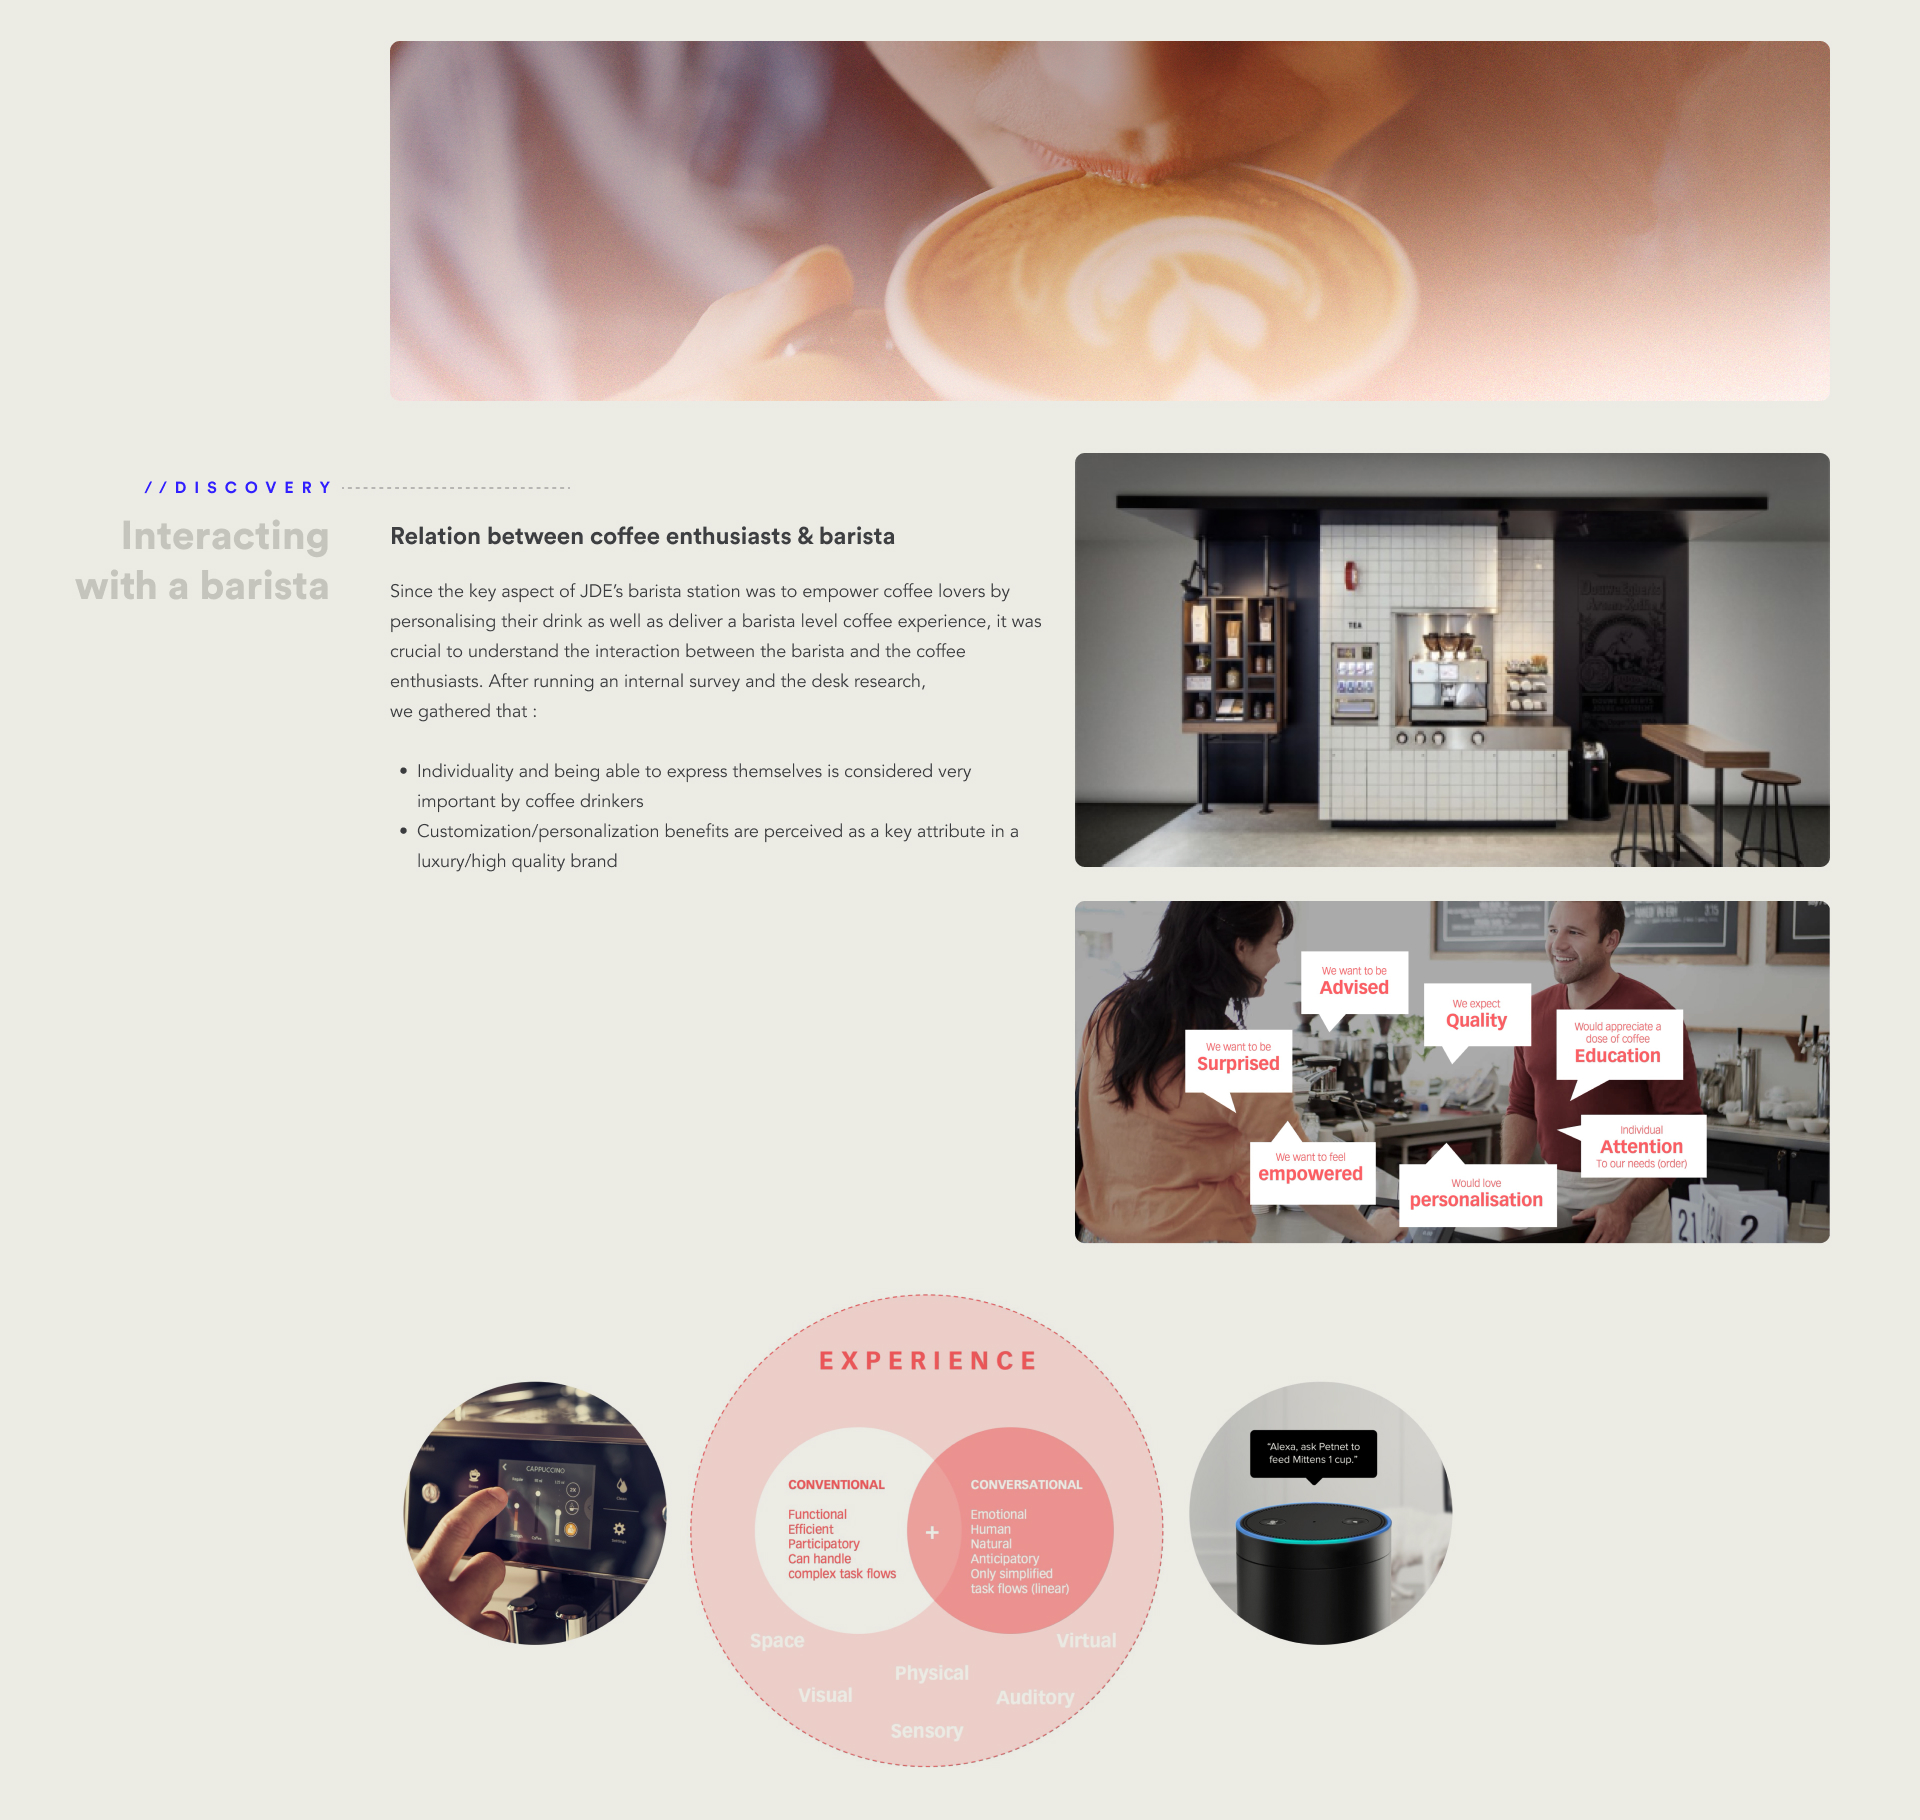 //DISCOVERY
Interacting
with a barista
Relation between coffee enthusiasts & barista
Since the key aspect of JDE’s barista station was to empower coffee lovers by
personalising their drink as well as deliver a barista level coffee experience, it was
crucial to understand the interaction between the barista and the coffee
enthusiasts. After running an internal survey and the desk research,
we gathered that :
• Individuality and being able to express themselves is considered very
important by coffee drinkers
• Customization/personalization benefits are perceived as a key attribute in a
luxury/high quality brand
TEA
We want to be
Advised
We expect
Quality
Would appreciate a
dose of coffee
Education
We want to be
Surprised
Individual
Attention
To our needs (order)
We want to feel
empowered
Would love
personalisation
21
2
3.15
EXPERIENCE
CONVENTIONAL
Functional
Efficient
Participatory
Can handle
complex task flows
+
CONVERSATIONAL
Emotional
Human
Natural
Anticipatory
Only simplified
task flows (linear)
Space
Virtual
Physical
Visual
Auditory
Sensory
CAPPUCCINO
“Alexa, ask Petnet to
feed Mittens 1 cup.”